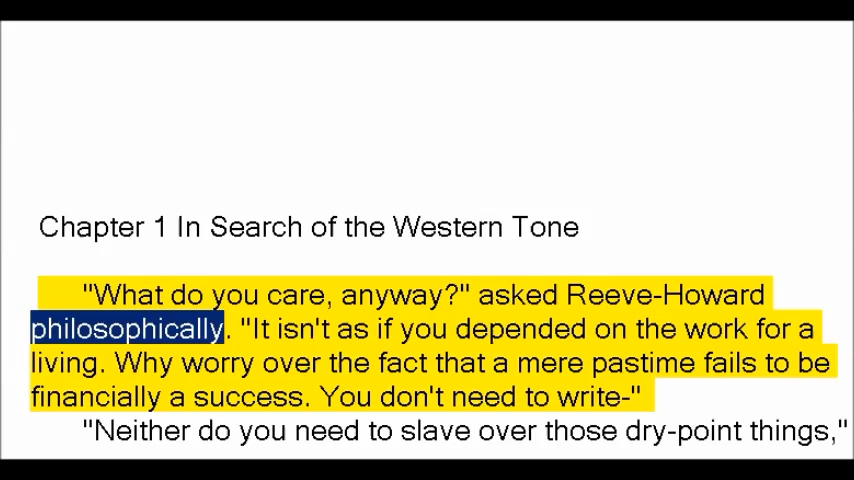 Chapter 1 In Search of the Western Tone
"What do you care, anyway?" asked Reeve-Howard
philosophically. "It isn't as if you depended on the work for a
living. Why worry over the fact that a mere pastime fails to be
financially a success. You don't need to write-"
"Neither do you need to slave over those dry-point things,"